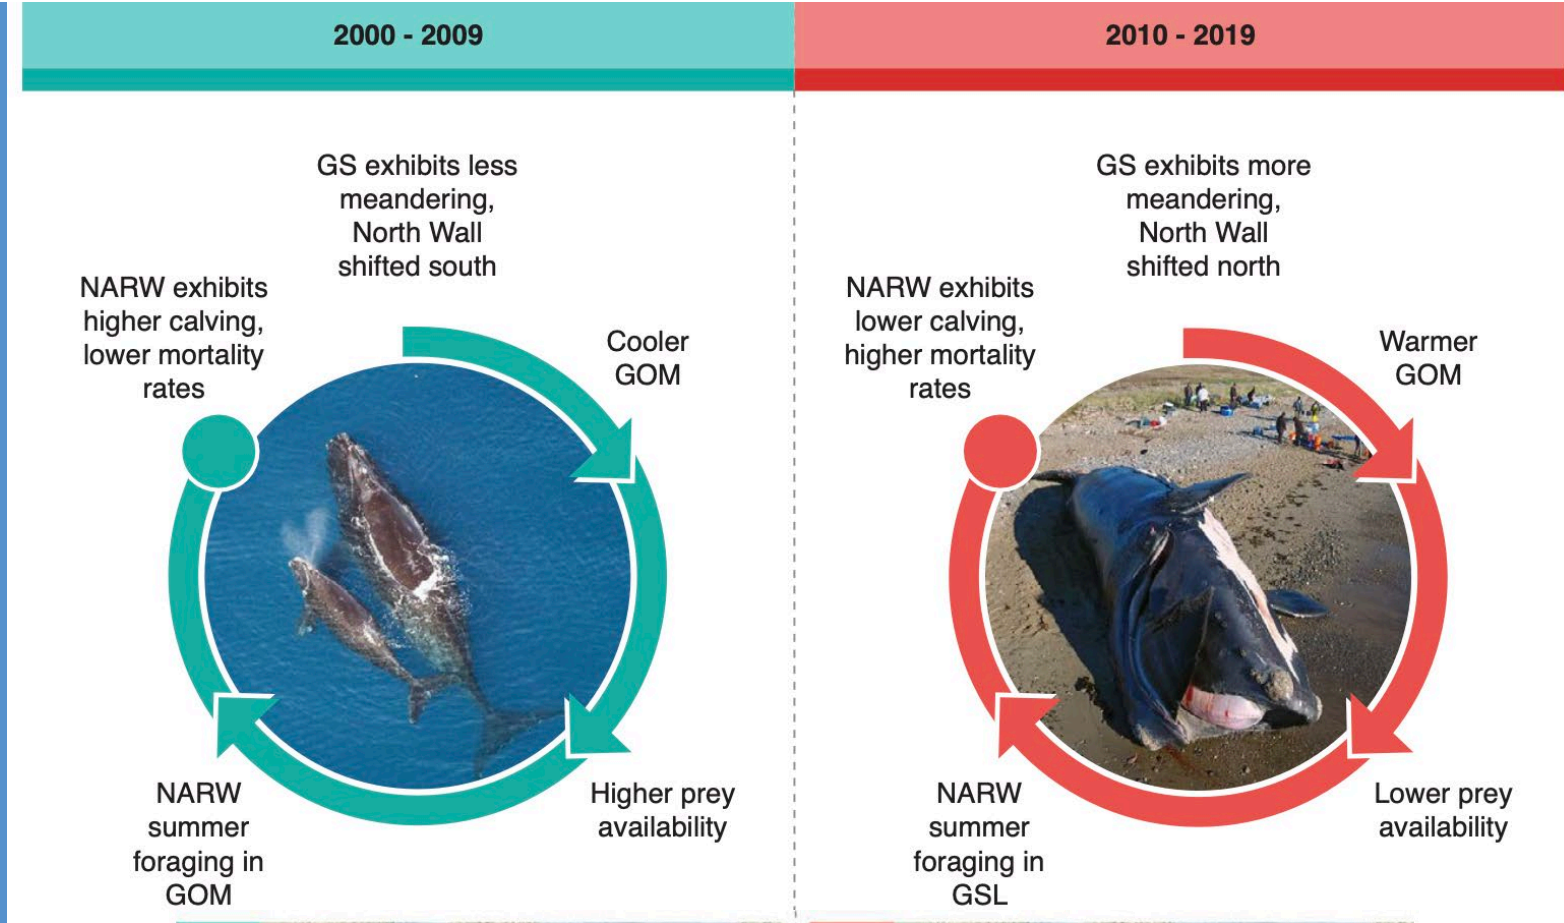 2000 - 2009
GS exhibits less
meandering,
North Wall
shifted south
Cooler
GOM
Higher prey
availability
NARW
summer
foraging in
GOM
NARW exhibits
higher calving,
lower mortality
rates
2010 - 2019
GS exhibits more
meandering,
North Wall
shifted north
Warmer
GOM
Lower prey
availability
NARW
summer
foraging in
GSL
NARW exhibits
lower calving,
higher mortality
rates